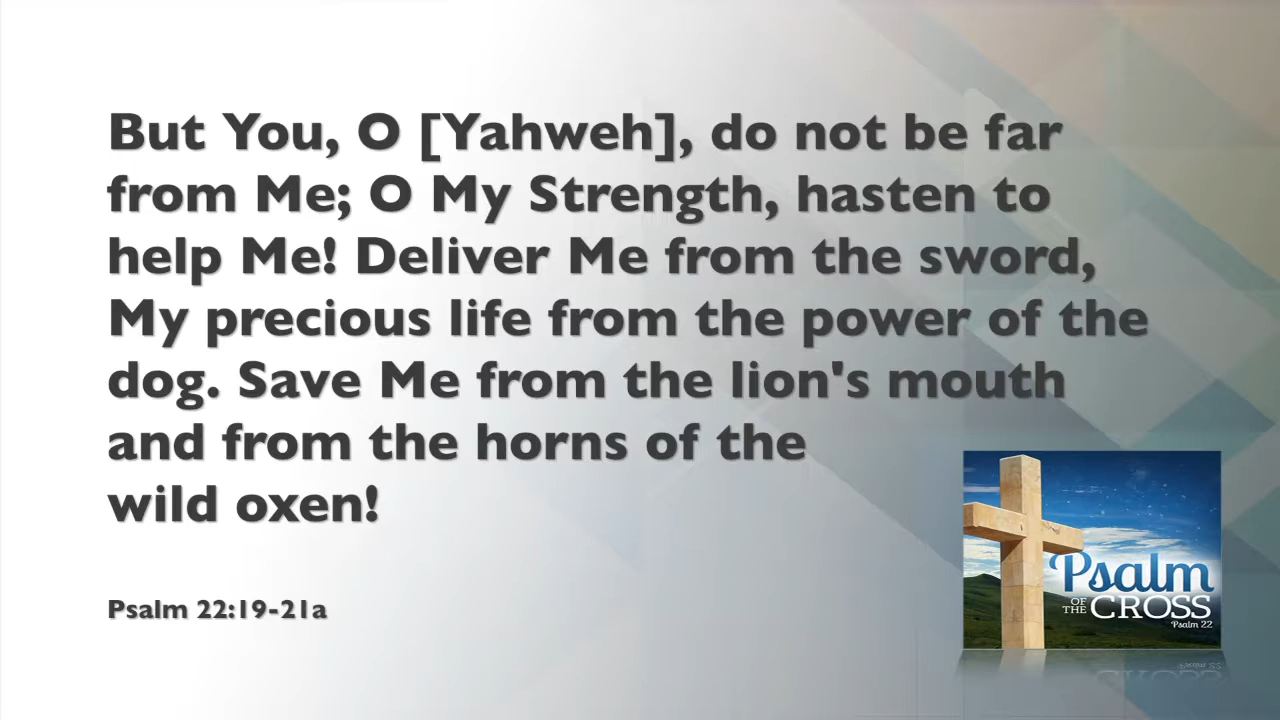 But You, O [Yahweh], do not be far
from Me; O My Strength, hasten to
help Me! Deliver Me from the sword,
My precious life from the power of the
dog. Save Me from the lion's mouth
and from the horns of the
wild oxen!
Psalm 22:19-21a
Psalm
OF THE CROSS
Psalm 22